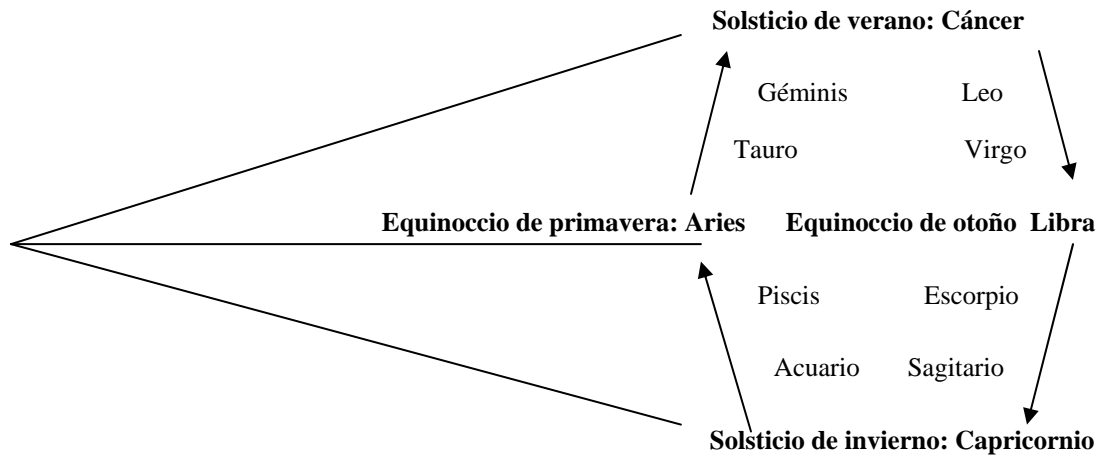 Solsticio de verano: Cáncer
Géminis Leo
Tauro Virgo
Equinoccio de primavera: Aries Equinoccio de otoño Libra
Piscis Escorpio
Acuario Sagitario
Solsticio de invierno: Capricornio